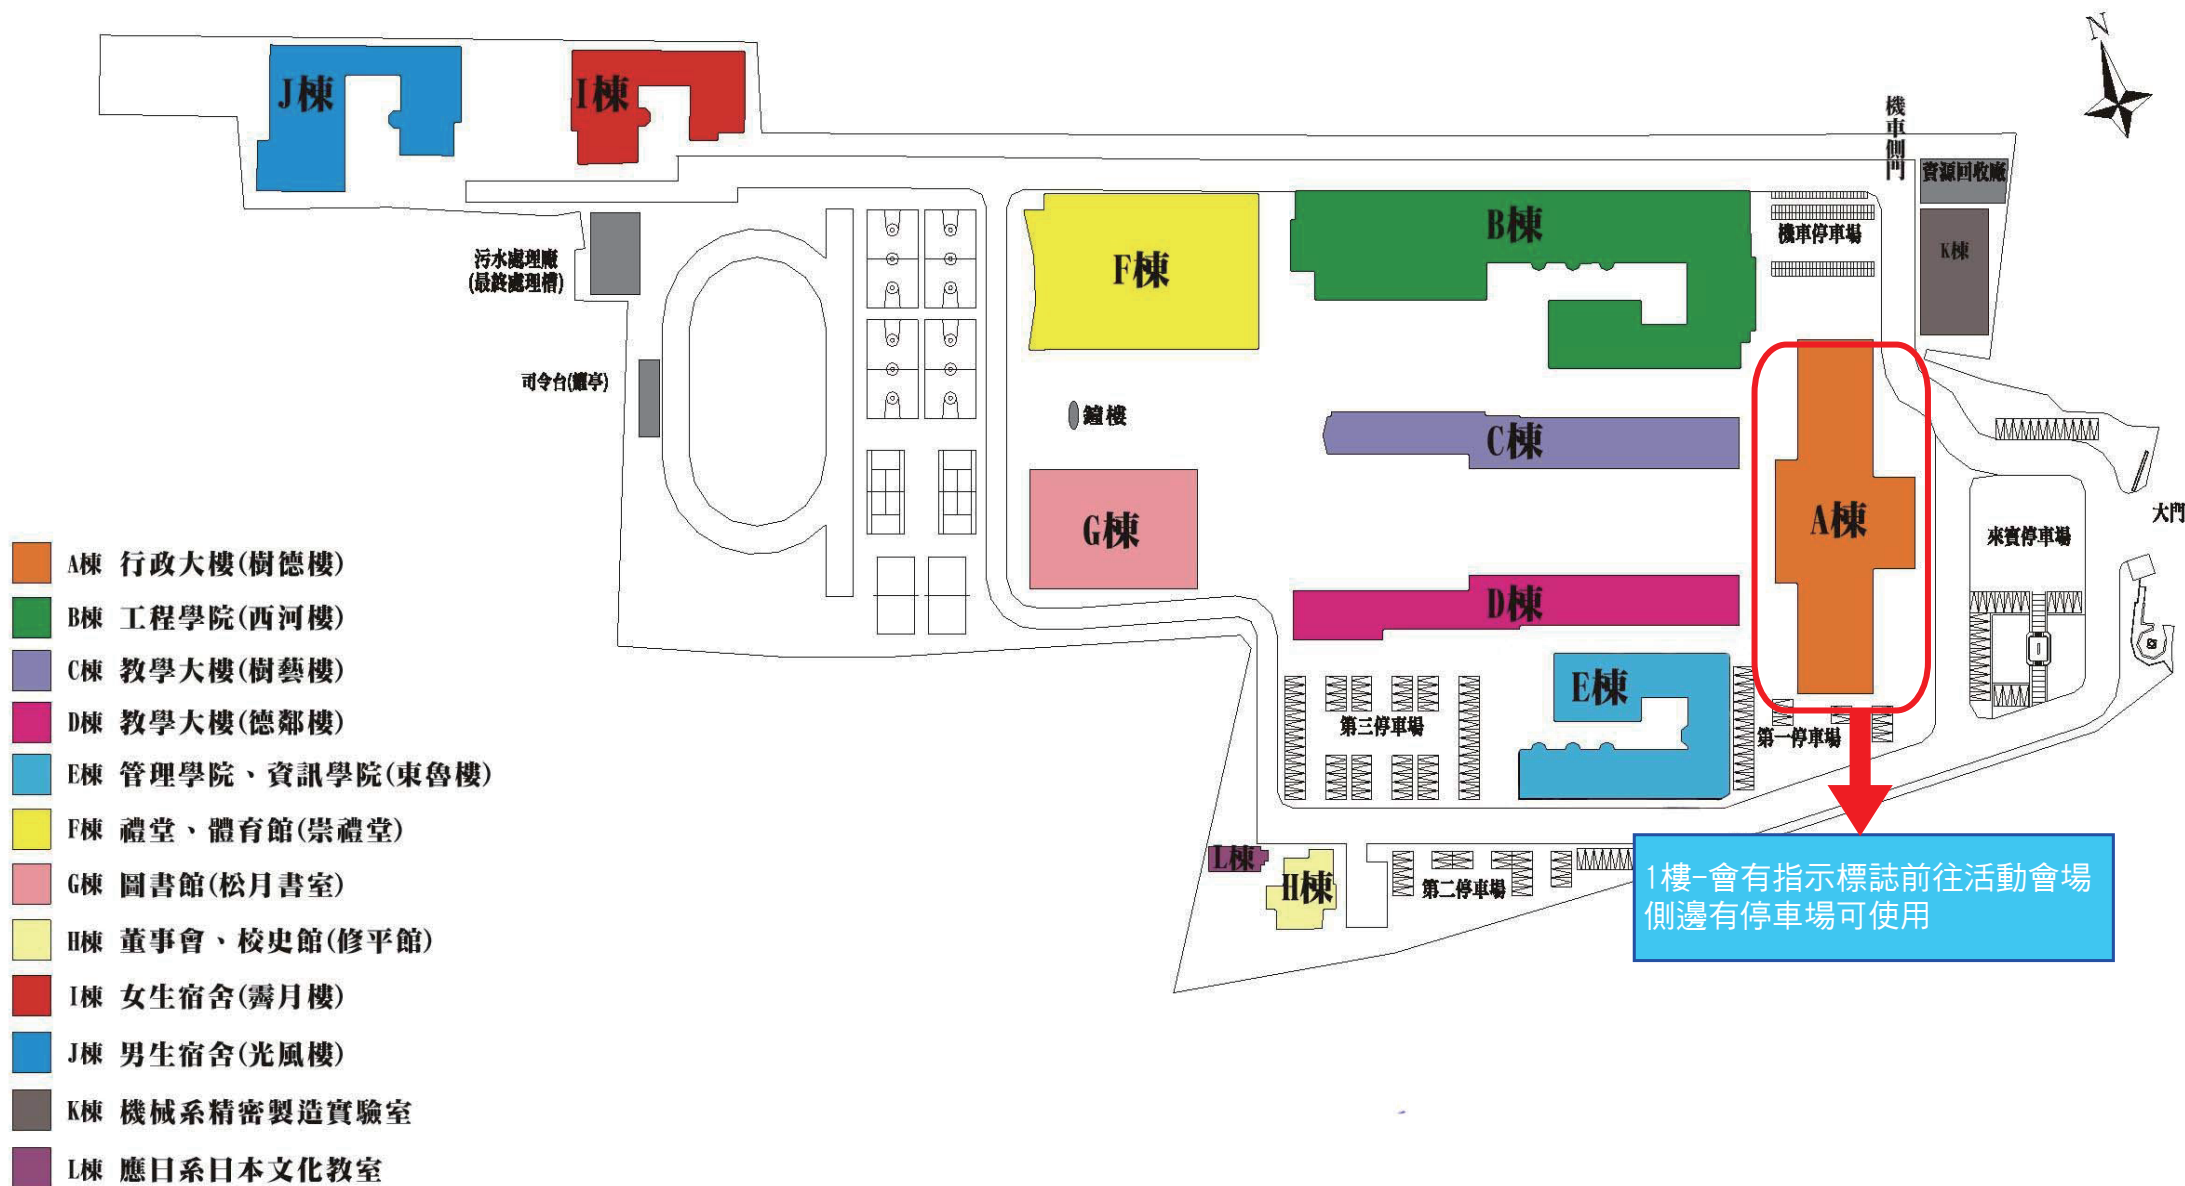 N
J棟
I棟
機車側門
資源回收廠
B棟
機車停車場
K棟
F棟
污水處理廠
(最終處理槽)
司令台(耀亭)
鐘樓
C棟
G棟
A棟
大門
來賓停車場
D棟
E棟
第三停車場
第一停車場
L棟
H棟
第二停車場
1樓-會有指示標誌前往活動會場
側邊有停車場可使用
A棟 行政大樓(樹德樓)
B棟 工程學院(西河樓)
C棟 教學大樓(樹藝樓)
D棟 教學大樓(德鄰樓)
E棟 管理學院、資訊學院(東魯樓)
F棟 禮堂、體育館(崇禮堂)
G棟 圖書館(松月書室)
H棟 董事會、校史館(修平館)
I棟 女生宿舍(霽月樓)
J棟 男生宿舍(光風樓)
K棟 機械系精密製造實驗室
L棟 應日系日本文化教室